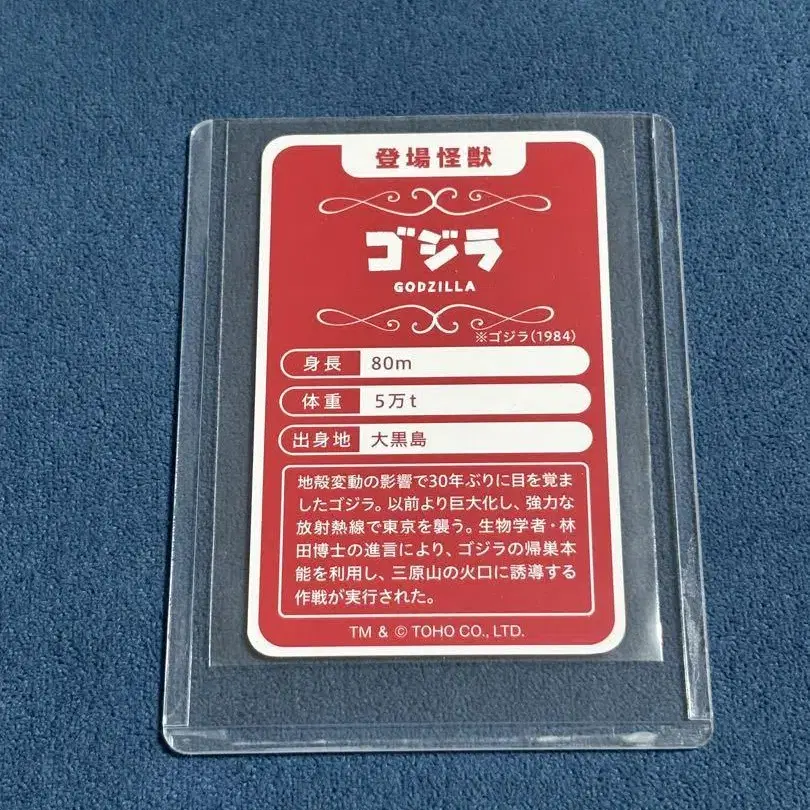 登場怪獣
ゴジラ
GODZILLA
※ゴジラ(1984)
身長 80m
体重 5万t
出身地 大黒島
地殻変動の影響で30年ぶりに目を覚ま
したゴジラ。以前より巨大化し、強力な
放射熱線で東京を襲う。生物学者・林
田博士の進言により、ゴジラの帰巣本
能を利用し、三原山の火口に誘導する
作戦が実行された。
TM & © TOHO CO., LTD.